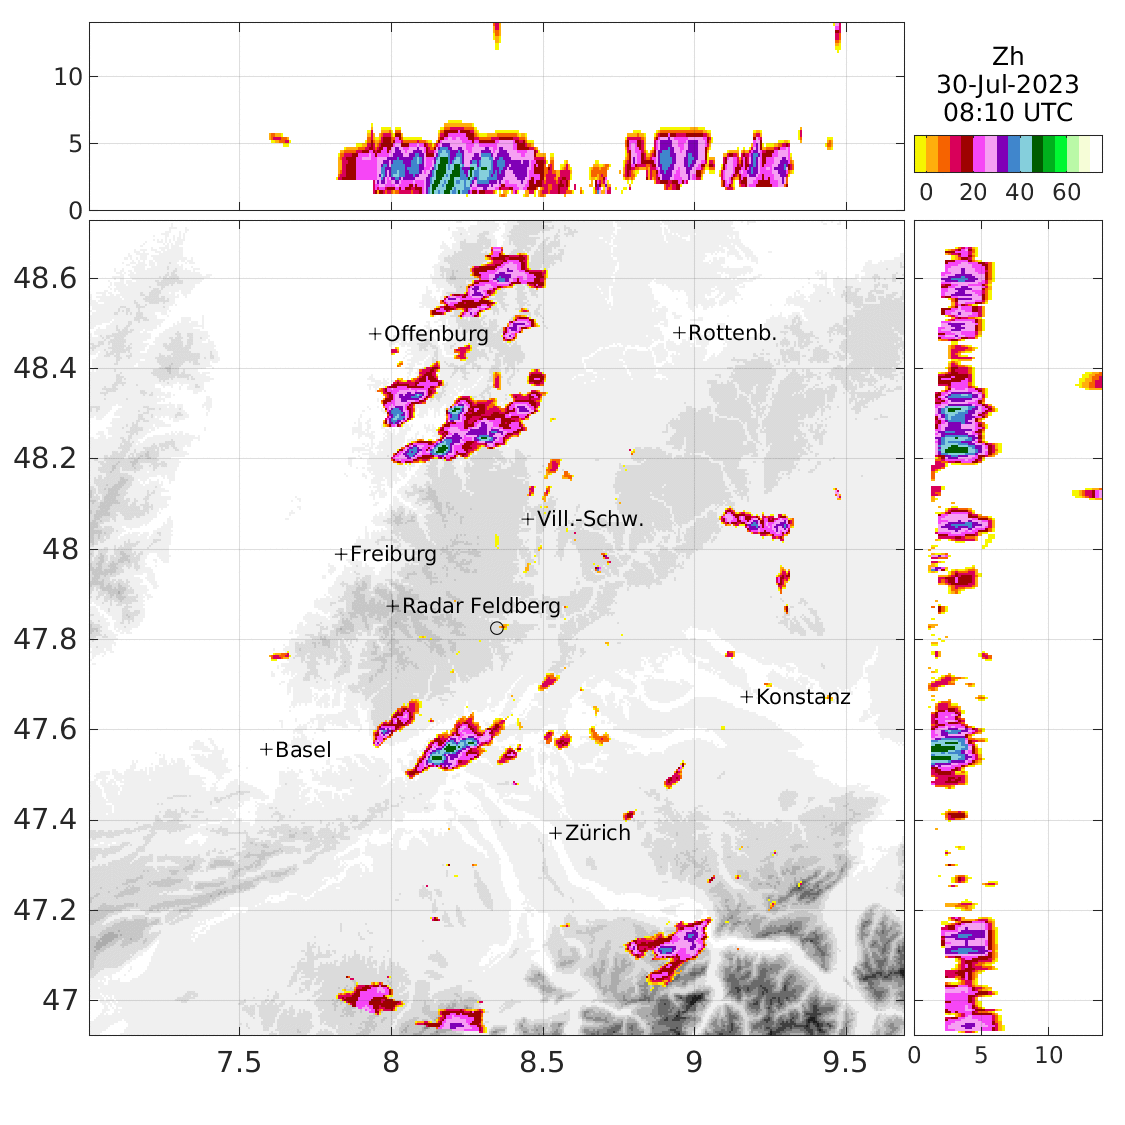 10
5
0
Zh
30-Jul-2023
08:10 UTC
0 20 40 60
48.6
48.4
48.2
48
47.8
47.6
47.4
47.2
47
+Offenburg
+Rottenb.
+Vill.-Schw.
+Freiburg
+Radar Feldberg
+Konstanz
+Basel
+Zürich
7.5 8 8.5 9 9.5
0 5 10